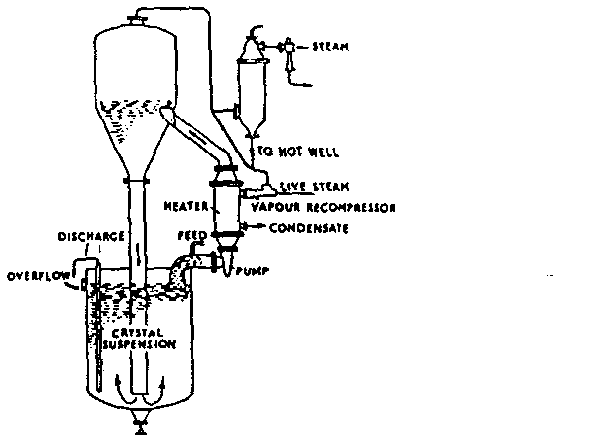 STEAM
TO HOT WELL
LIVE STEAM
HEATER
VAPOUR RECOMPRESSOR
CONDENSATE
FEED
DISCHARGE
PUMP
OVERFLOW
CRYSTAL
SUSPENSION